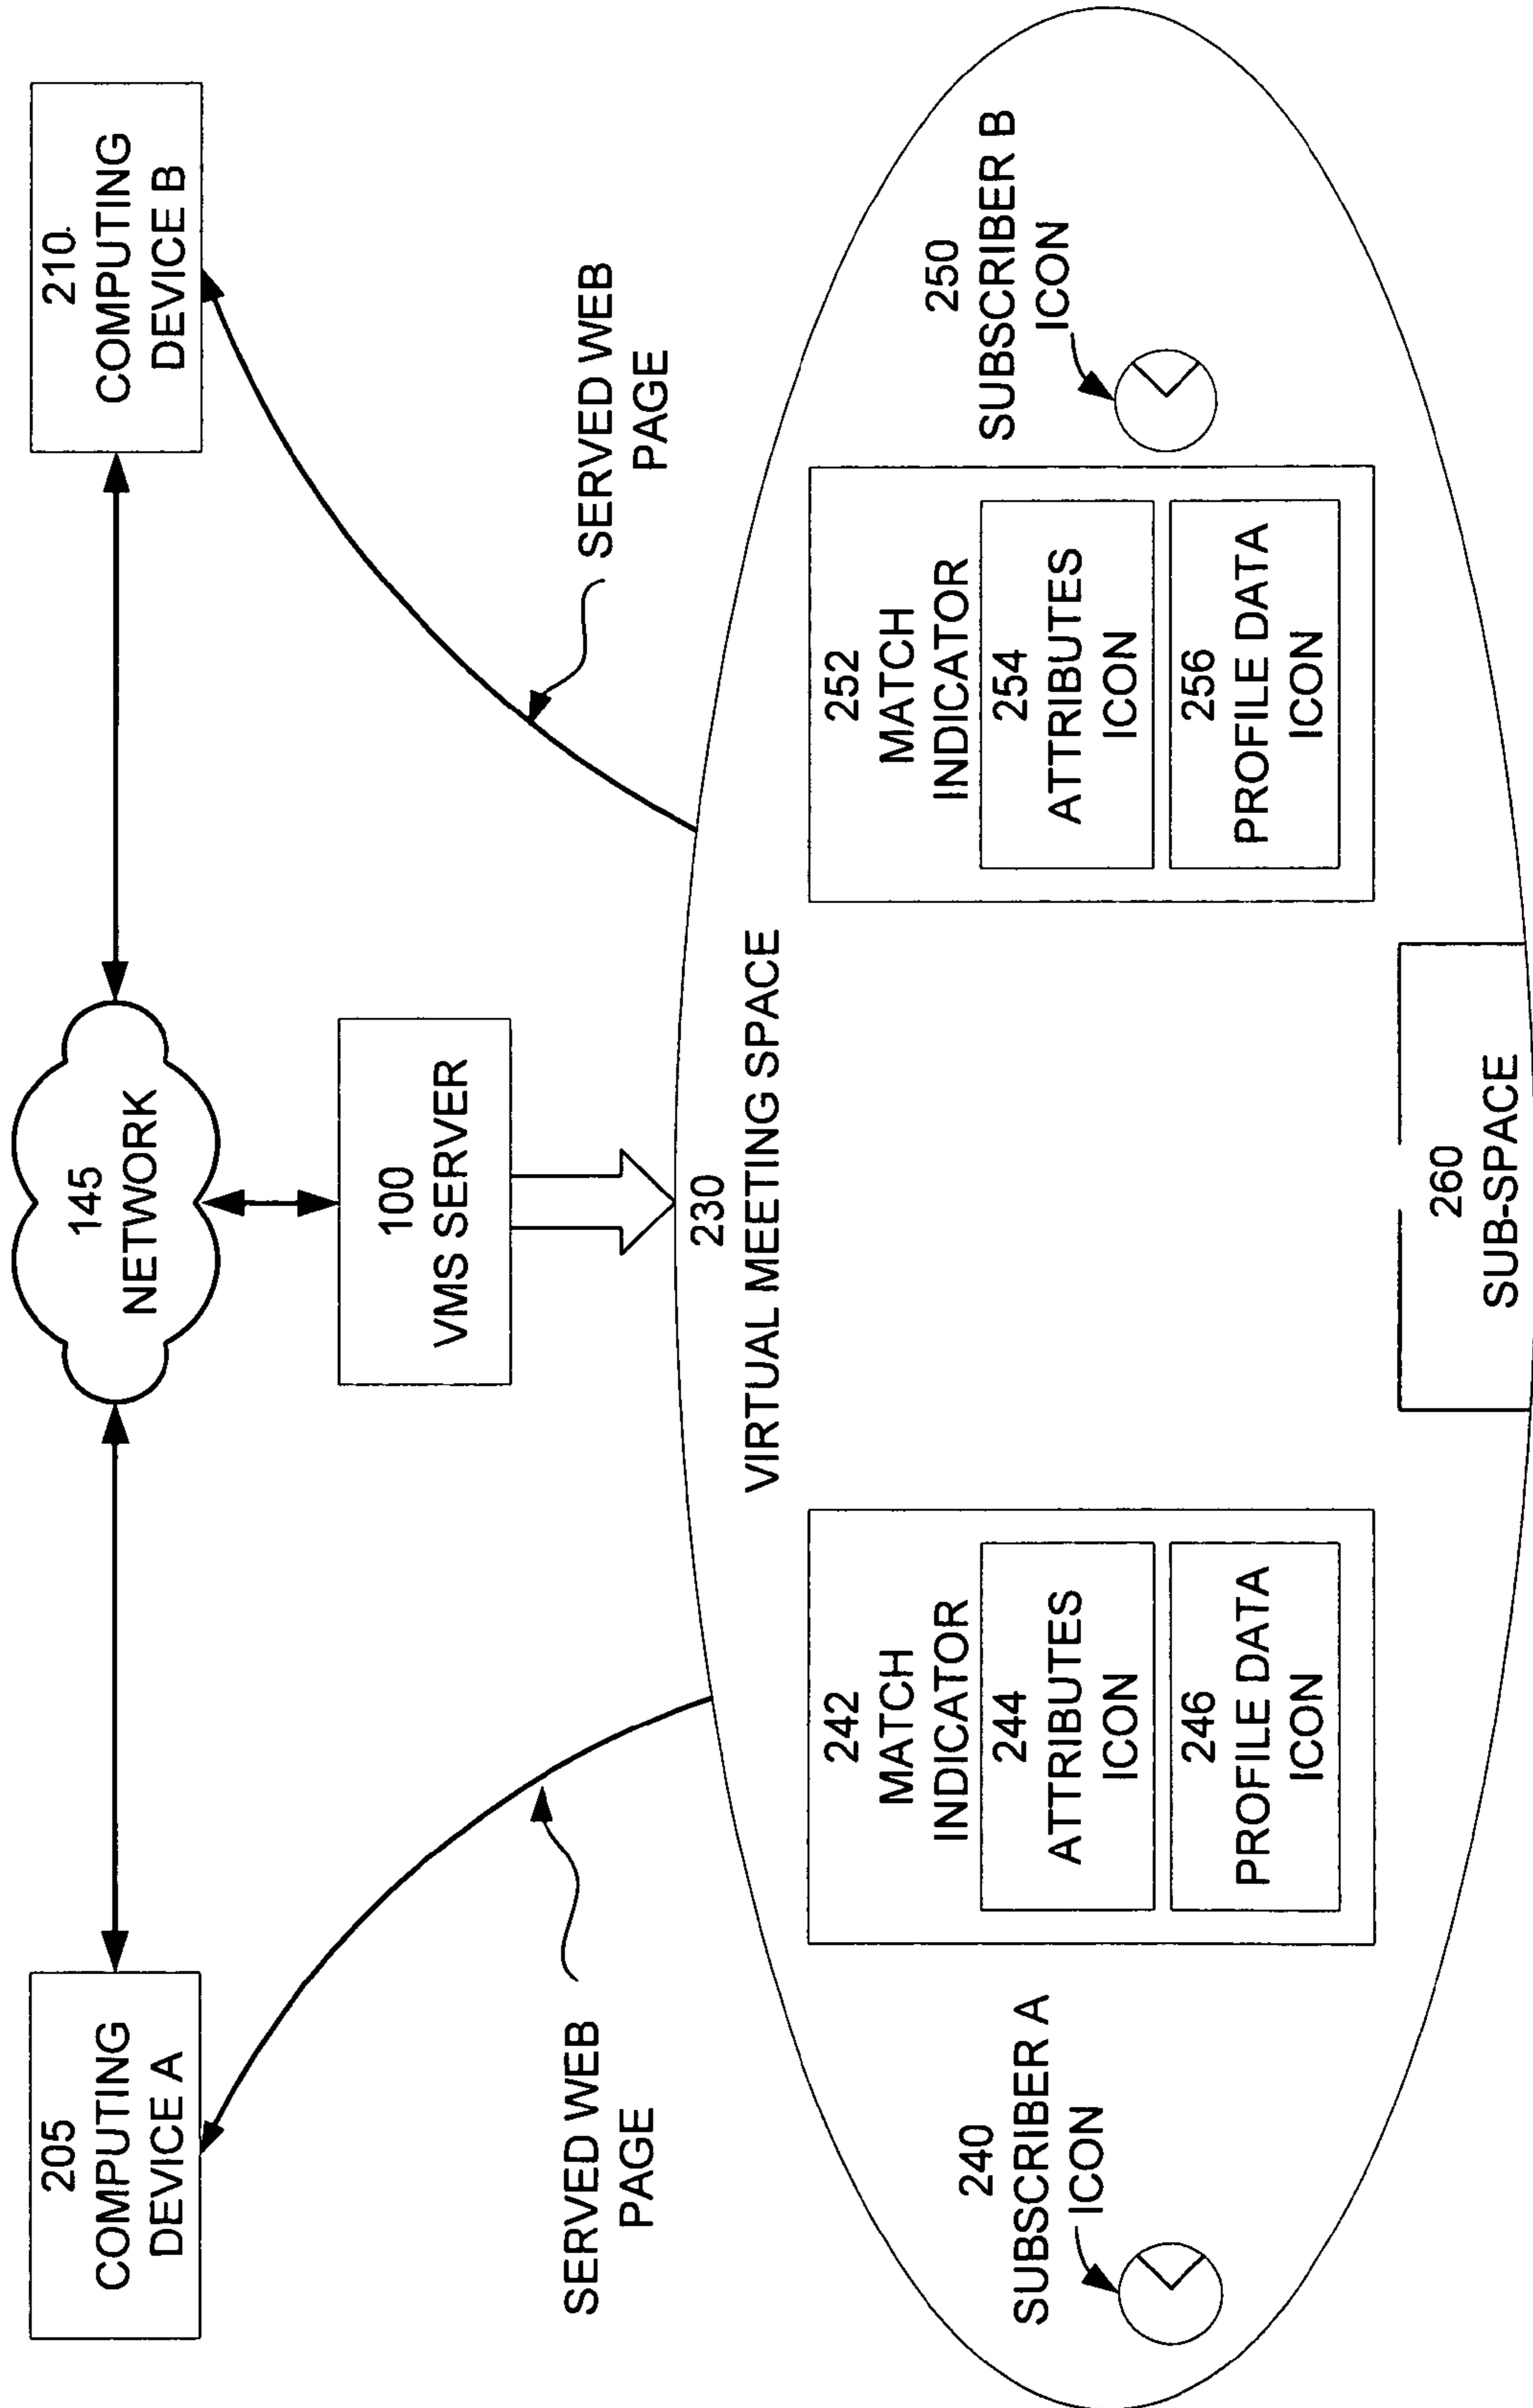 205
COMPUTING
DEVICE A
145
NETWORK
210.
COMPUTING
DEVICE B
100
VMS SERVER
SERVED WEB
PAGE
SERVED WEB
PAGE
230
VIRTUAL MEETING SPACE
240
SUBSCRIBER A
ICON
242
MATCH
INDICATOR
244
ATTRIBUTES
ICON
246
PROFILE DATA
ICON
252
MATCH
INDICATOR
254
ATTRIBUTES
ICON
256
PROFILE DATA
ICON
250
SUBSCRIBER B
ICON
260
SUB-SPACE